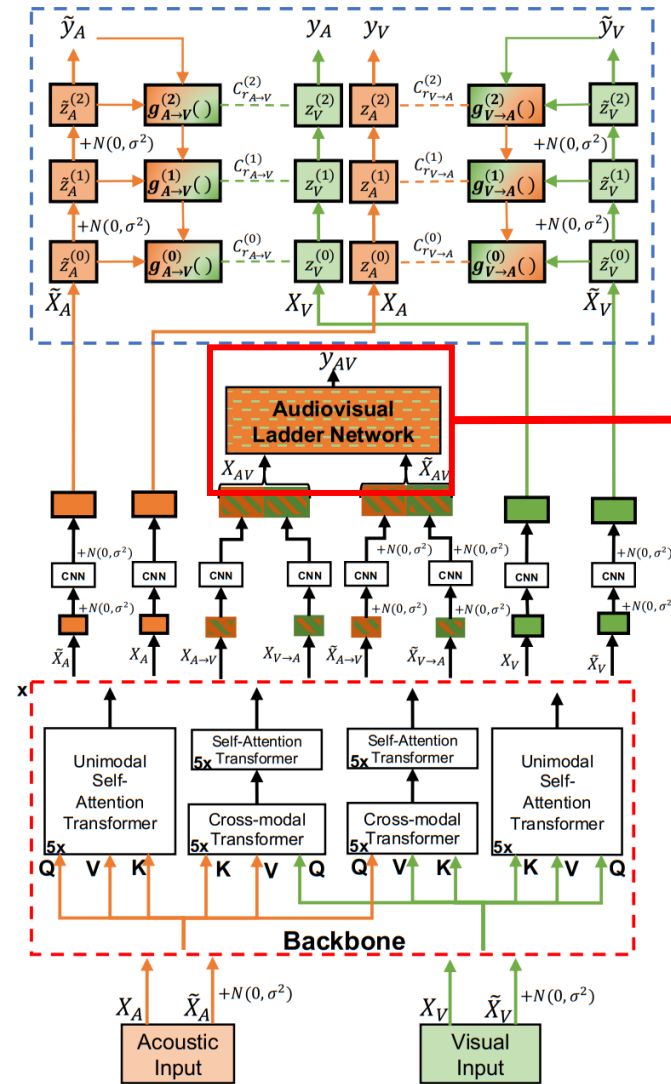 ỹ_A y_A y_V ỹ_V
z̃_A^(2) g_{A→V}^(2)( ) C_{r_{A→V}}^(2) z_V^(2) z_A^(2) C_{r_{V→A}}^(2) g_{V→A}^(2)( ) z̃_V^(2)
+N(0, σ²) +N(0, σ²)
z̃_A^(1) g_{A→V}^(1)( ) C_{r_{A→V}}^(1) z_V^(1) z_A^(1) C_{r_{V→A}}^(1) g_{V→A}^(1)( ) z̃_V^(1)
+N(0, σ²) +N(0, σ²)
z̃_A^(0) g_{A→V}^(0)( ) C_{r_{A→V}}^(0) z_V^(0) z_A^(0) C_{r_{V→A}}^(0) g_{V→A}^(0)( ) z̃_V^(0)
X̃_A X_V X_A X̃_V
y_AV
Audiovisual
Ladder Network
X_AV X̃_AV
+N(0, σ²) +N(0, σ²) +N(0, σ²) +N(0, σ²)
CNN CNN CNN CNN CNN CNN CNN CNN
+N(0, σ²) +N(0, σ²) +N(0, σ²) +N(0, σ²)
X̃_A X_A X_{A→V} X_{V→A} X̃_{A→V} X̃_{V→A} X_V X̃_V
x
Unimodal
Self-
Attention
Transformer
5x
Self-Attention
Transformer
5x
Cross-modal
Transformer
5x
Self-Attention
Transformer
5x
Cross-modal
Transformer
5x
Unimodal
Self-
Attention
Transformer
5x
Q V K K V Q Q V K K V Q
Backbone
X_A X̃_A +N(0, σ²) X_V X̃_V +N(0, σ²)
Acoustic
Input
Visual
Input